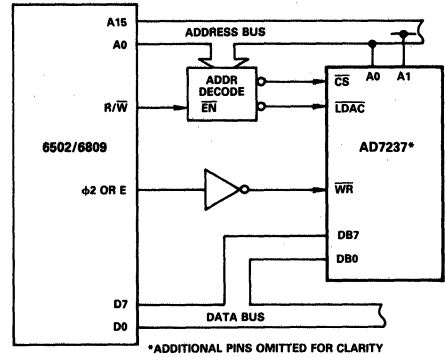 A15
ADDRESS BUS
A0
ADDR
DECODE
EN
CS
A0
A1
LDAC
R/W
6502/6809
AD7237*
φ2 OR E
WR
DB7
DB0
D7
DATA BUS
D0
*ADDITIONAL PINS OMITTED FOR CLARITY